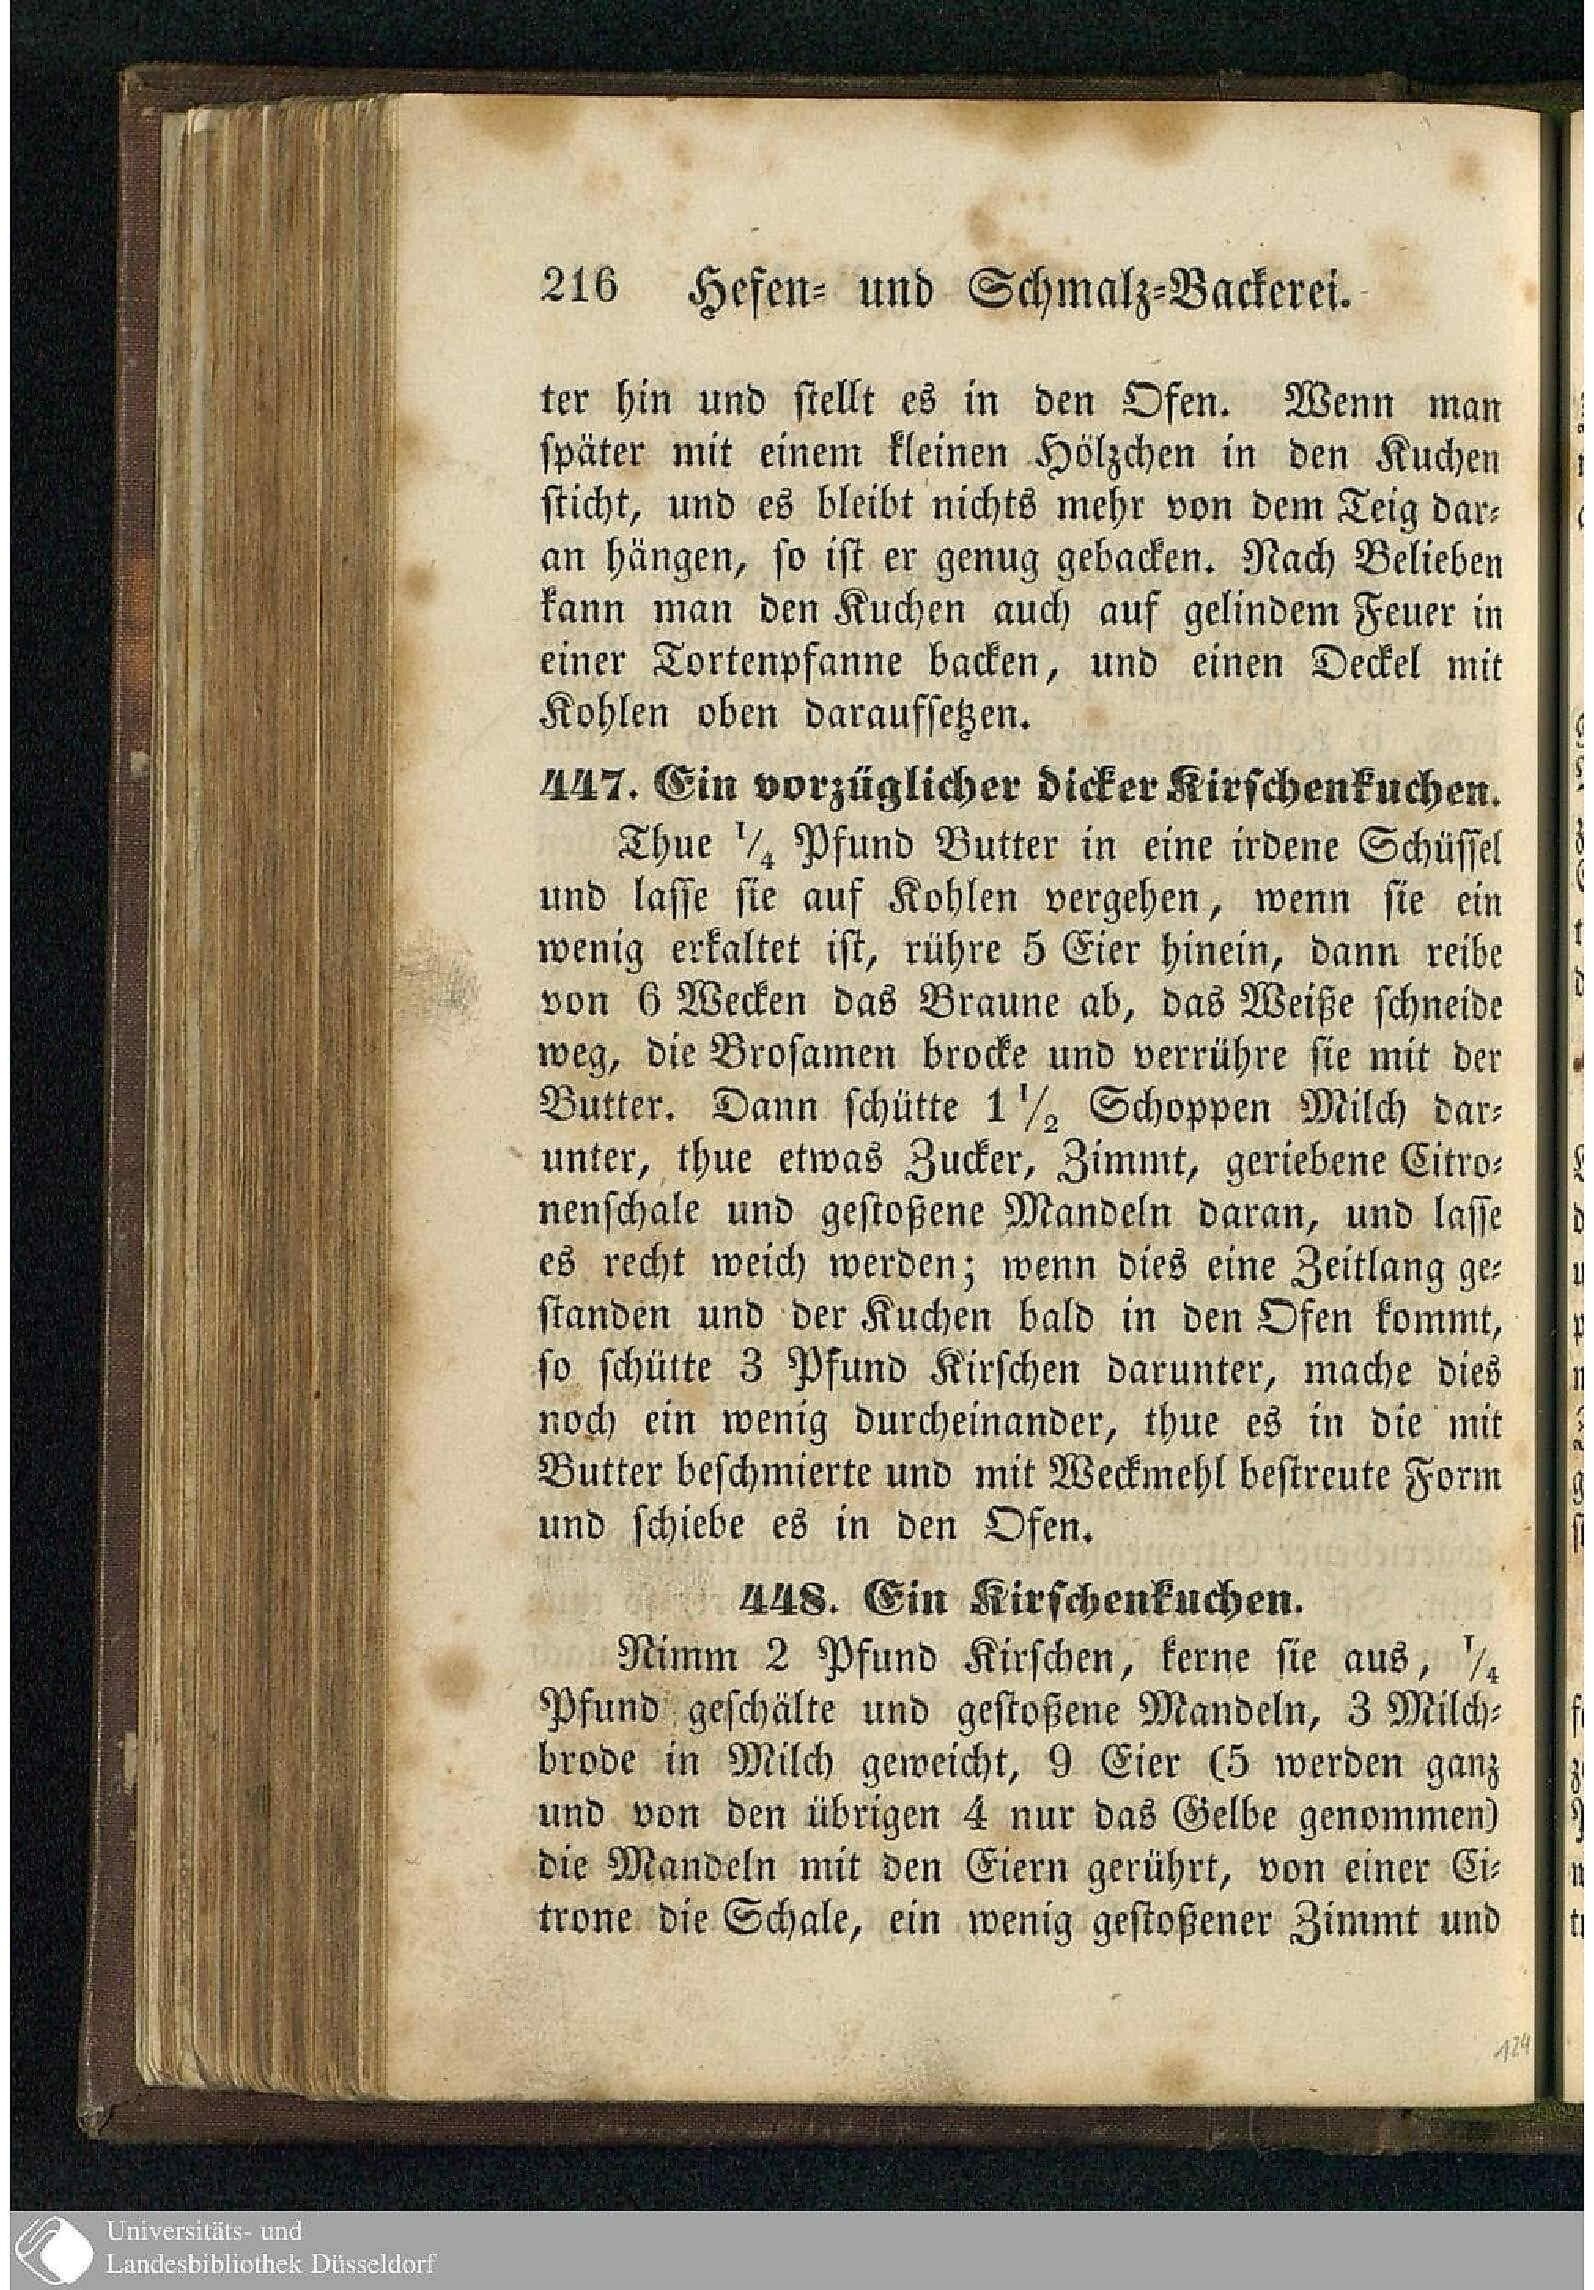 216 Hefen- und Schmalz-Backerei.
ter hin und stellt es in den Ofen. Wenn man
später mit einem kleinen Hölzchen in den Kuchen
sticht, und es bleibt nichts mehr von dem Teig dar-
an hängen, so ist er genug gebacken. Nach Belieben
kann man den Kuchen auch auf gelindem Feuer in
einer Tortenpfanne backen, und einen Deckel mit
Kohlen oben daraufsetzen.
447. Ein vorzüglicher dicker Kirschenkuchen.
Thue 1/4 Pfund Butter in eine irdene Schüssel
und lasse sie auf Kohlen vergehen, wenn sie ein
wenig erkaltet ist, rühre 5 Eier hinein, dann reibe
von 6 Wecken das Braune ab, das Weiße schneide
weg, die Brosamen brocke und verrühre sie mit der
Butter. Dann schütte 1 1/2 Schoppen Milch dar-
unter, thue etwas Zucker, Zimmt, geriebene Citro-
nenschale und gestoßene Mandeln daran, und lasse
es recht weich werden; wenn dies eine Zeitlang ge-
standen und der Kuchen bald in den Ofen kommt,
so schütte 3 Pfund Kirschen darunter, mache dies
noch ein wenig durcheinander, thue es in die mit
Butter beschmierte und mit Weckmehl bestreute Form
und schiebe es in den Ofen.
448. Ein Kirschenkuchen.
Nimm 2 Pfund Kirschen, kerne sie aus, 1/4
Pfund geschälte und gestoßene Mandeln, 3 Milch-
brode in Milch geweicht, 9 Eier (5 werden ganz
und von den übrigen 4 nur das Gelbe genommen)
die Mandeln mit den Eiern gerührt, von einer Ci-
trone die Schale, ein wenig gestoßener Zimmt und
124
Universitäts- und
Landesbibliothek Düsseldorf